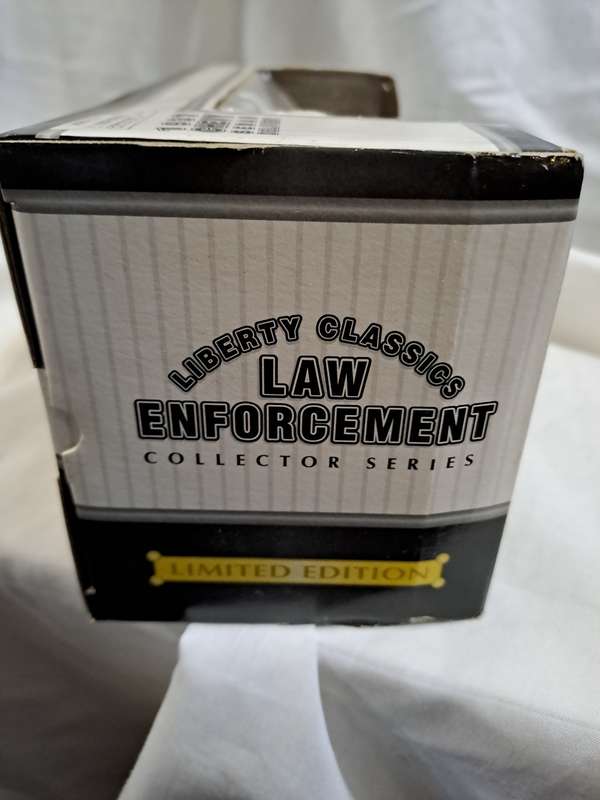 LIBERTY CLASSICS
LAW
ENFORCEMENT
COLLECTOR SERIES
LIMITED EDITION